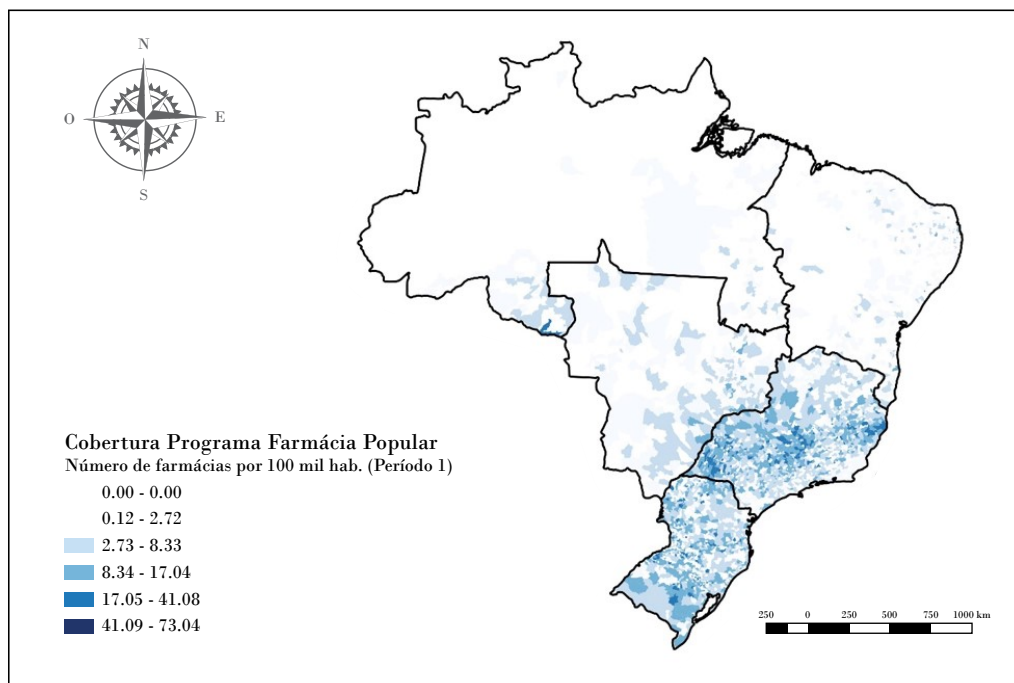 N
O
E
S
Cobertura Programa Farmácia Popular
Número de farmácias por 100 mil hab. (Período 1)
0.00 - 0.00
0.12 - 2.72
2.73 - 8.33
8.34 - 17.04
17.05 - 41.08
41.09 - 73.04
250 0 250 500 750 1000 km